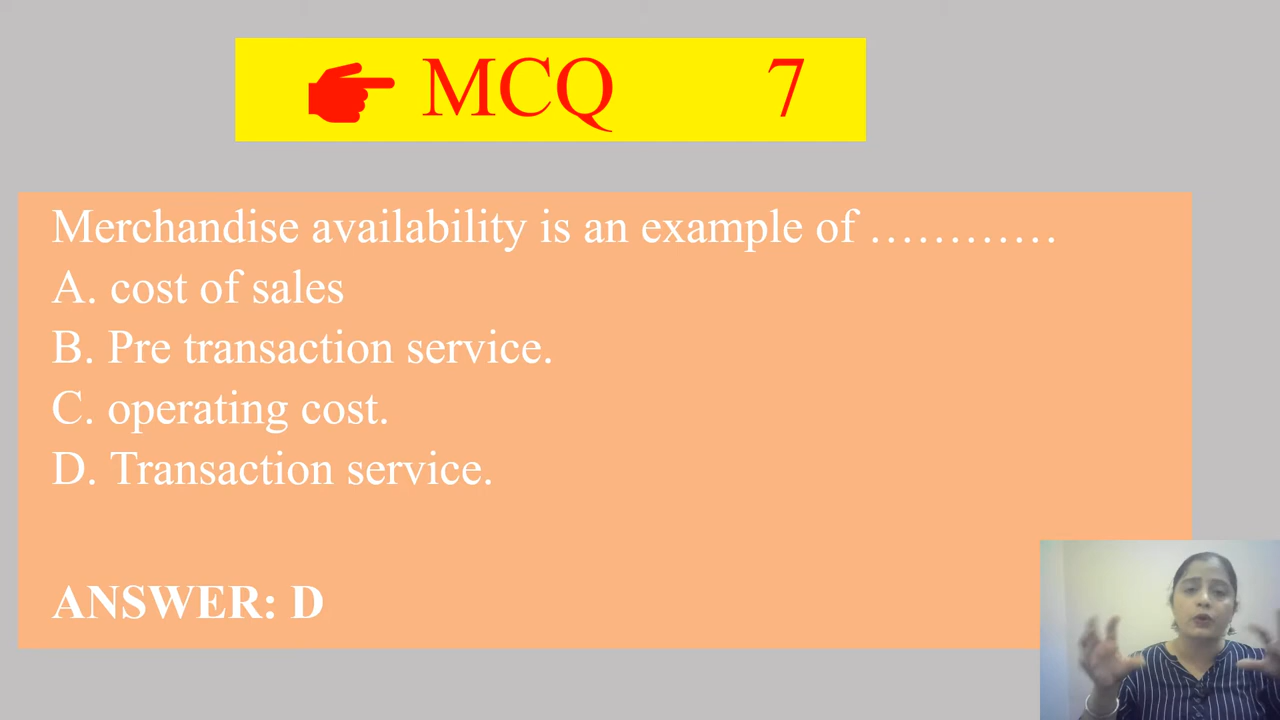 MCQ 7
Merchandise availability is an example of …………
A. cost of sales
B. Pre transaction service.
C. operating cost.
D. Transaction service.
ANSWER: D